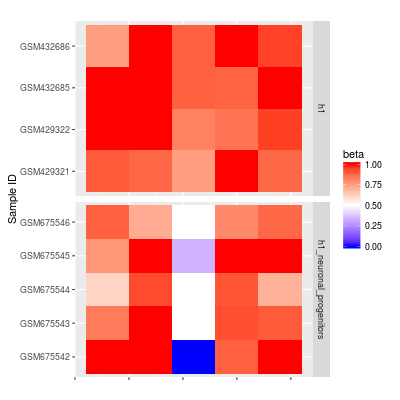 GSM432686
GSM432685
GSM429322
GSM429321
h1
GSM675546
GSM675545
GSM675544
GSM675543
GSM675542
h1_neuronal_progenitors
Sample ID
beta
1.00
0.75
0.50
0.25
0.00